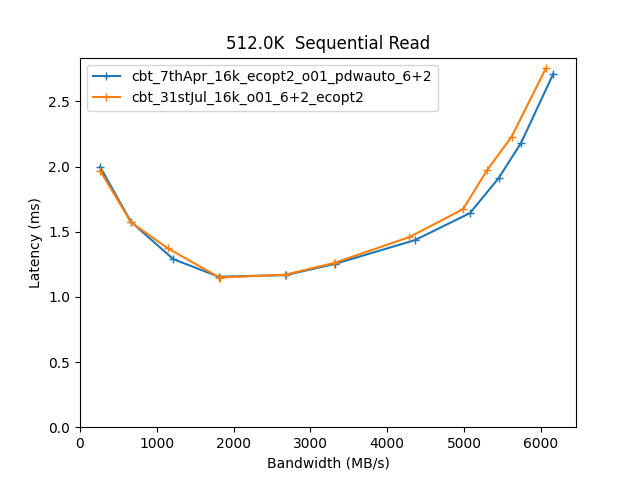 512.0K  Sequential Read
cbt_7thApr_16k_ecopt2_o01_pdwauto_6+2
cbt_31stJul_16k_o01_6+2_ecopt2
Latency (ms)
2.5
2.0
1.5
1.0
0.5
0.0
0 1000 2000 3000 4000 5000 6000
Bandwidth (MB/s)